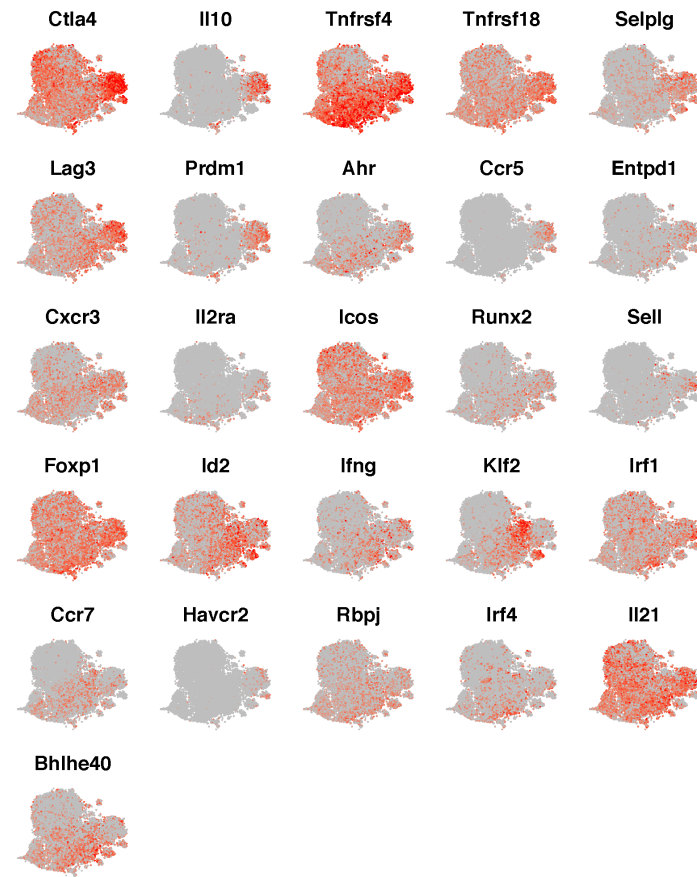 Ctla4 Il10 Tnfrsf4 Tnfrsf18 Selplg
Lag3 Prdm1 Ahr Ccr5 Entpd1
Cxcr3 Il2ra Icos Runx2 Sell
Foxp1 Id2 Ifng Klf2 Irf1
Ccr7 Havcr2 Rbpj Irf4 Il21
Bhlhe40